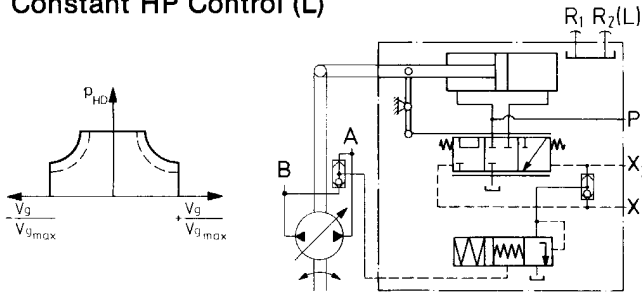 Constant HP Control (L)
R1 R2(L)
PHD
A
B
P
X
X
-Vg/Vgmax
+Vg/Vgmax